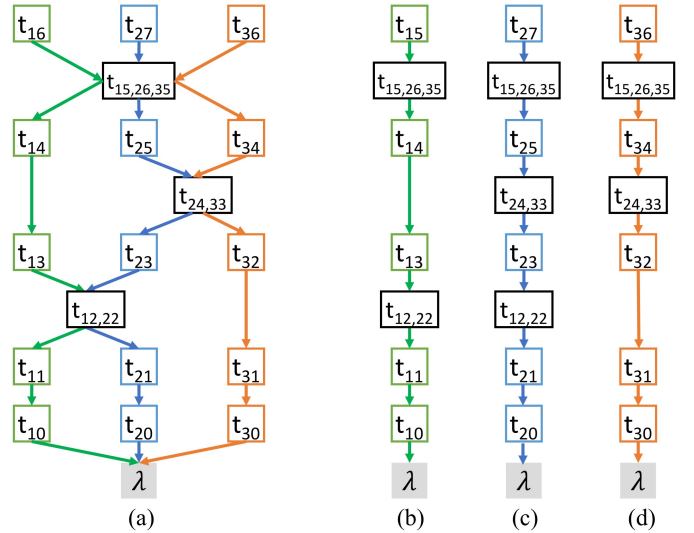 t16 t27 t36 t15 t27 t36
t15,26,35 t15,26,35 t15,26,35 t15,26,35
t14 t25 t34 t14 t25 t34
t24,33 t24,33 t24,33
t13 t23 t32 t13 t23 t32
t12,22 t12,22 t12,22
t11 t21 t31 t11 t21 t31
t10 t20 t30 t10 t20 t30
λ λ λ λ
(a) (b) (c) (d)